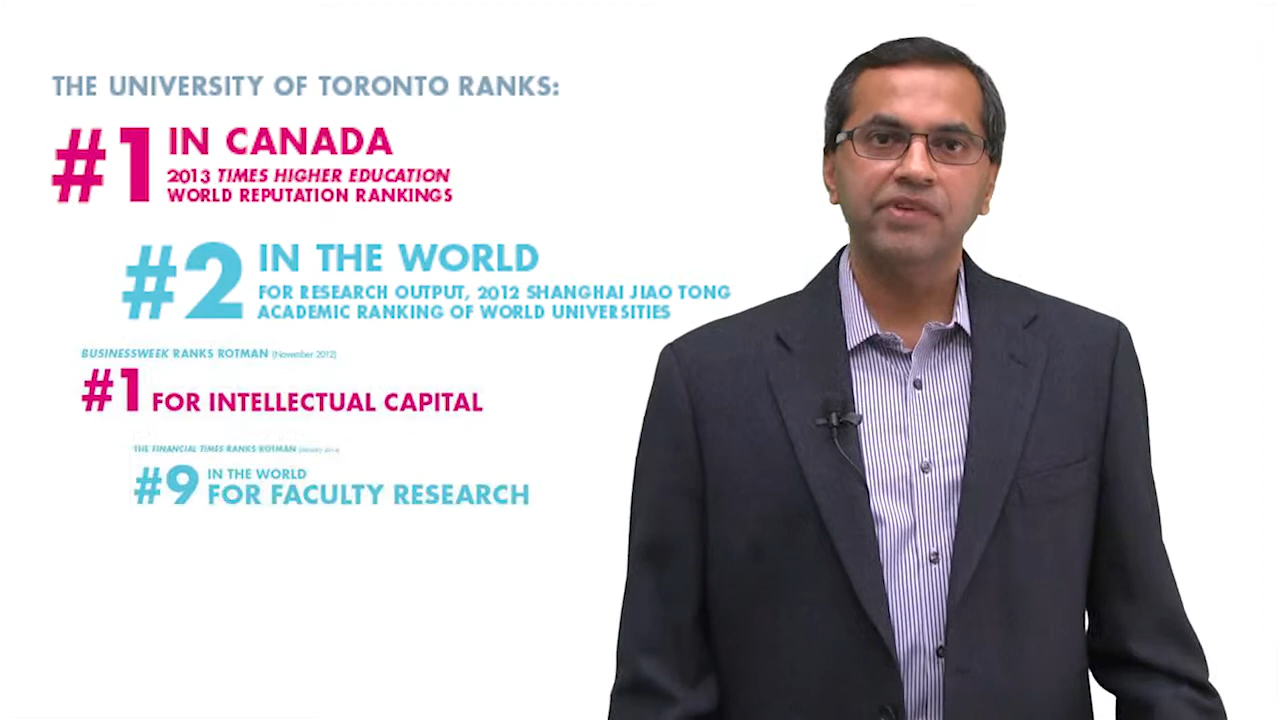 THE UNIVERSITY OF TORONTO RANKS:
#1 IN CANADA
2013 TIMES HIGHER EDUCATION
WORLD REPUTATION RANKINGS
#2 IN THE WORLD
FOR RESEARCH OUTPUT, 2012 SHANGHAI JIAO TONG
ACADEMIC RANKING OF WORLD UNIVERSITIES
BUSINESSWEEK RANKS ROTMAN (November 2012)
#1 FOR INTELLECTUAL CAPITAL
THE FINANCIAL TIMES RANKS ROTMAN
#9 IN THE WORLD
FOR FACULTY RESEARCH